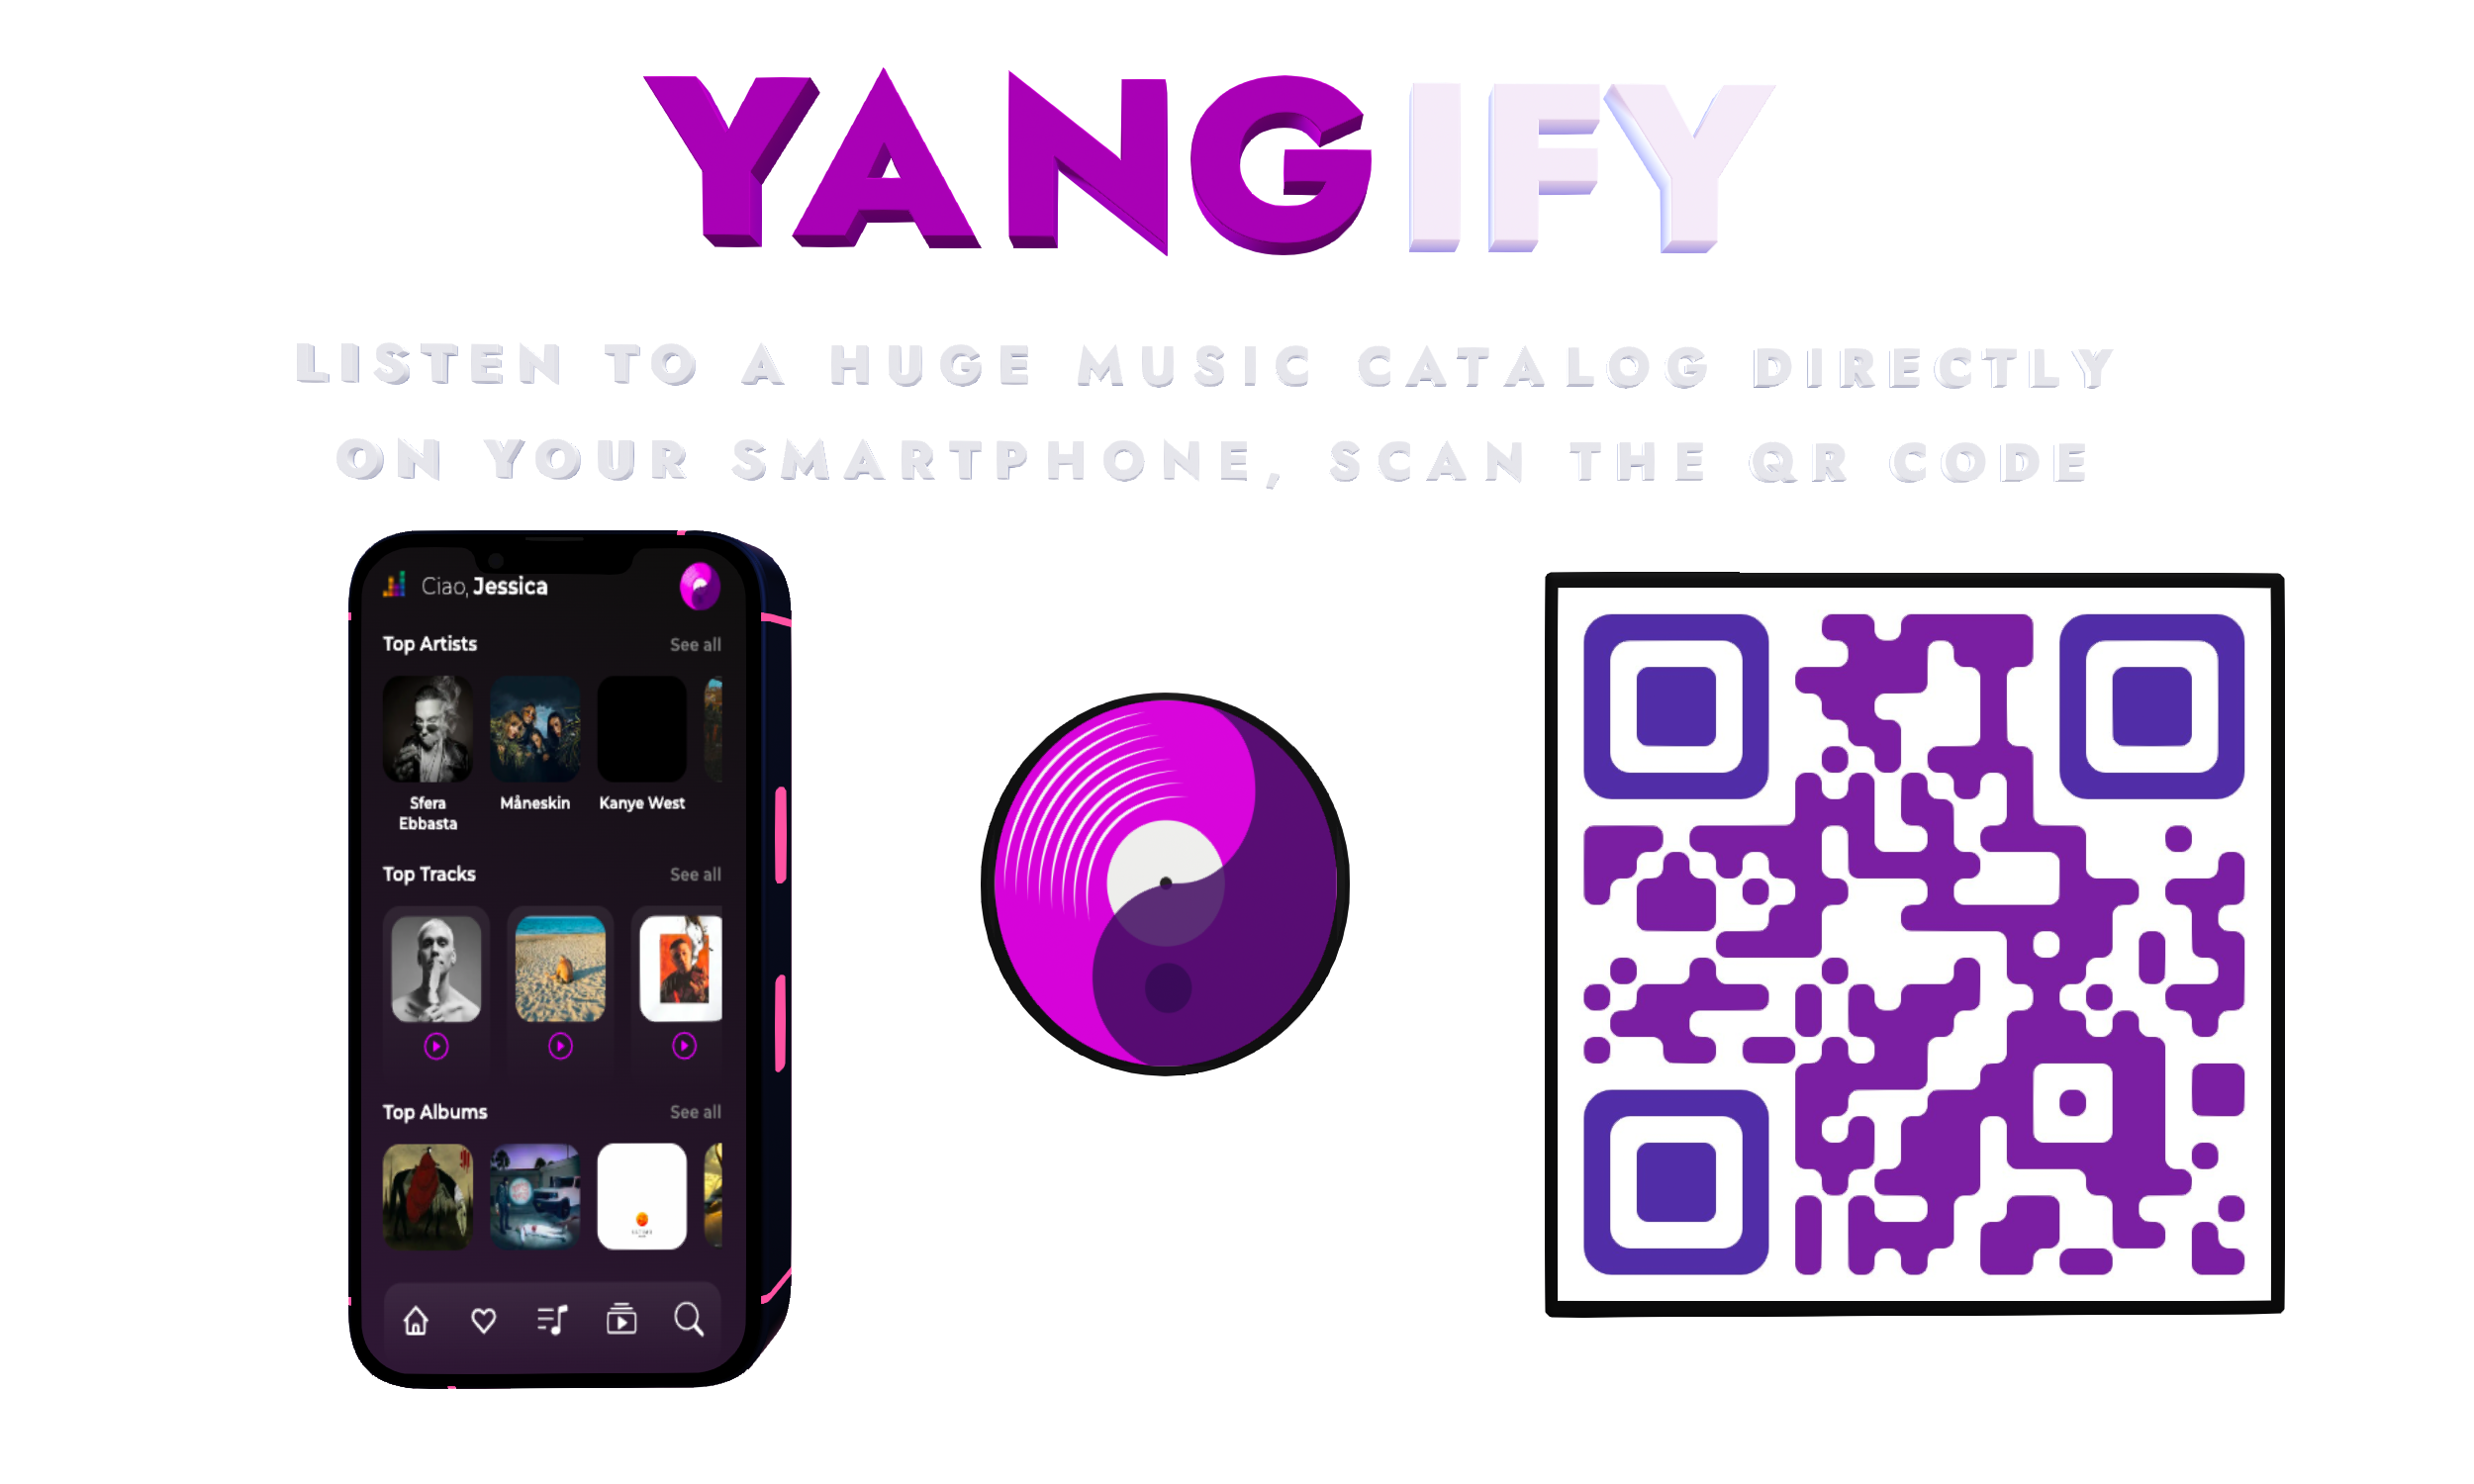 YANGIFY
LISTEN TO A HUGE MUSIC CATALOG DIRECTLY
ON YOUR SMARTPHONE, SCAN THE QR CODE
Ciao, Jessica
Top Artists See all
Sfera Måneskin Kanye West
Ebbasta
Top Tracks See all
Top Albums See all